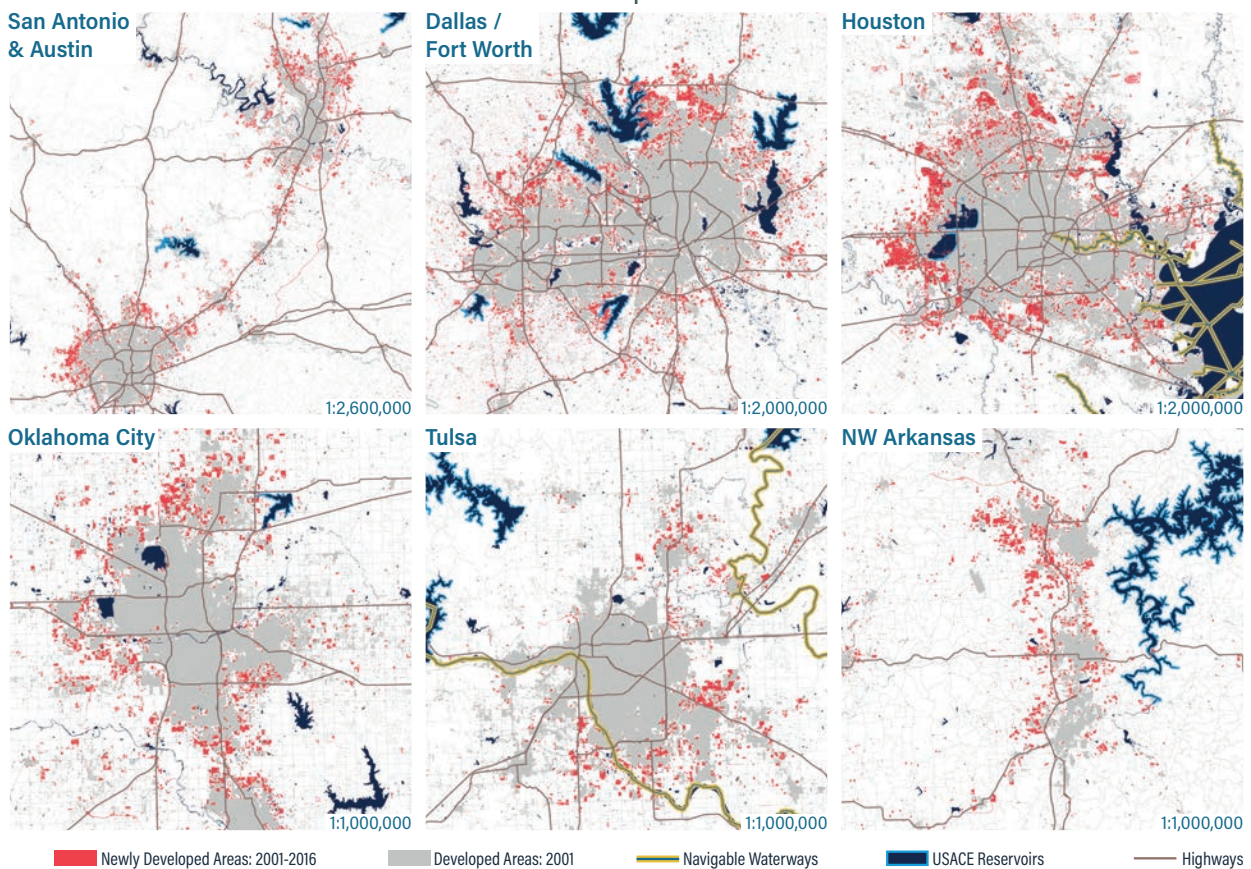 San Antonio
& Austin
1:2,600,000
Dallas /
Fort Worth
1:2,000,000
Houston
1:2,000,000
Oklahoma City
1:1,000,000
Tulsa
1:1,000,000
NW Arkansas
1:1,000,000
Newly Developed Areas: 2001-2016
Developed Areas: 2001
Navigable Waterways
USACE Reservoirs
Highways